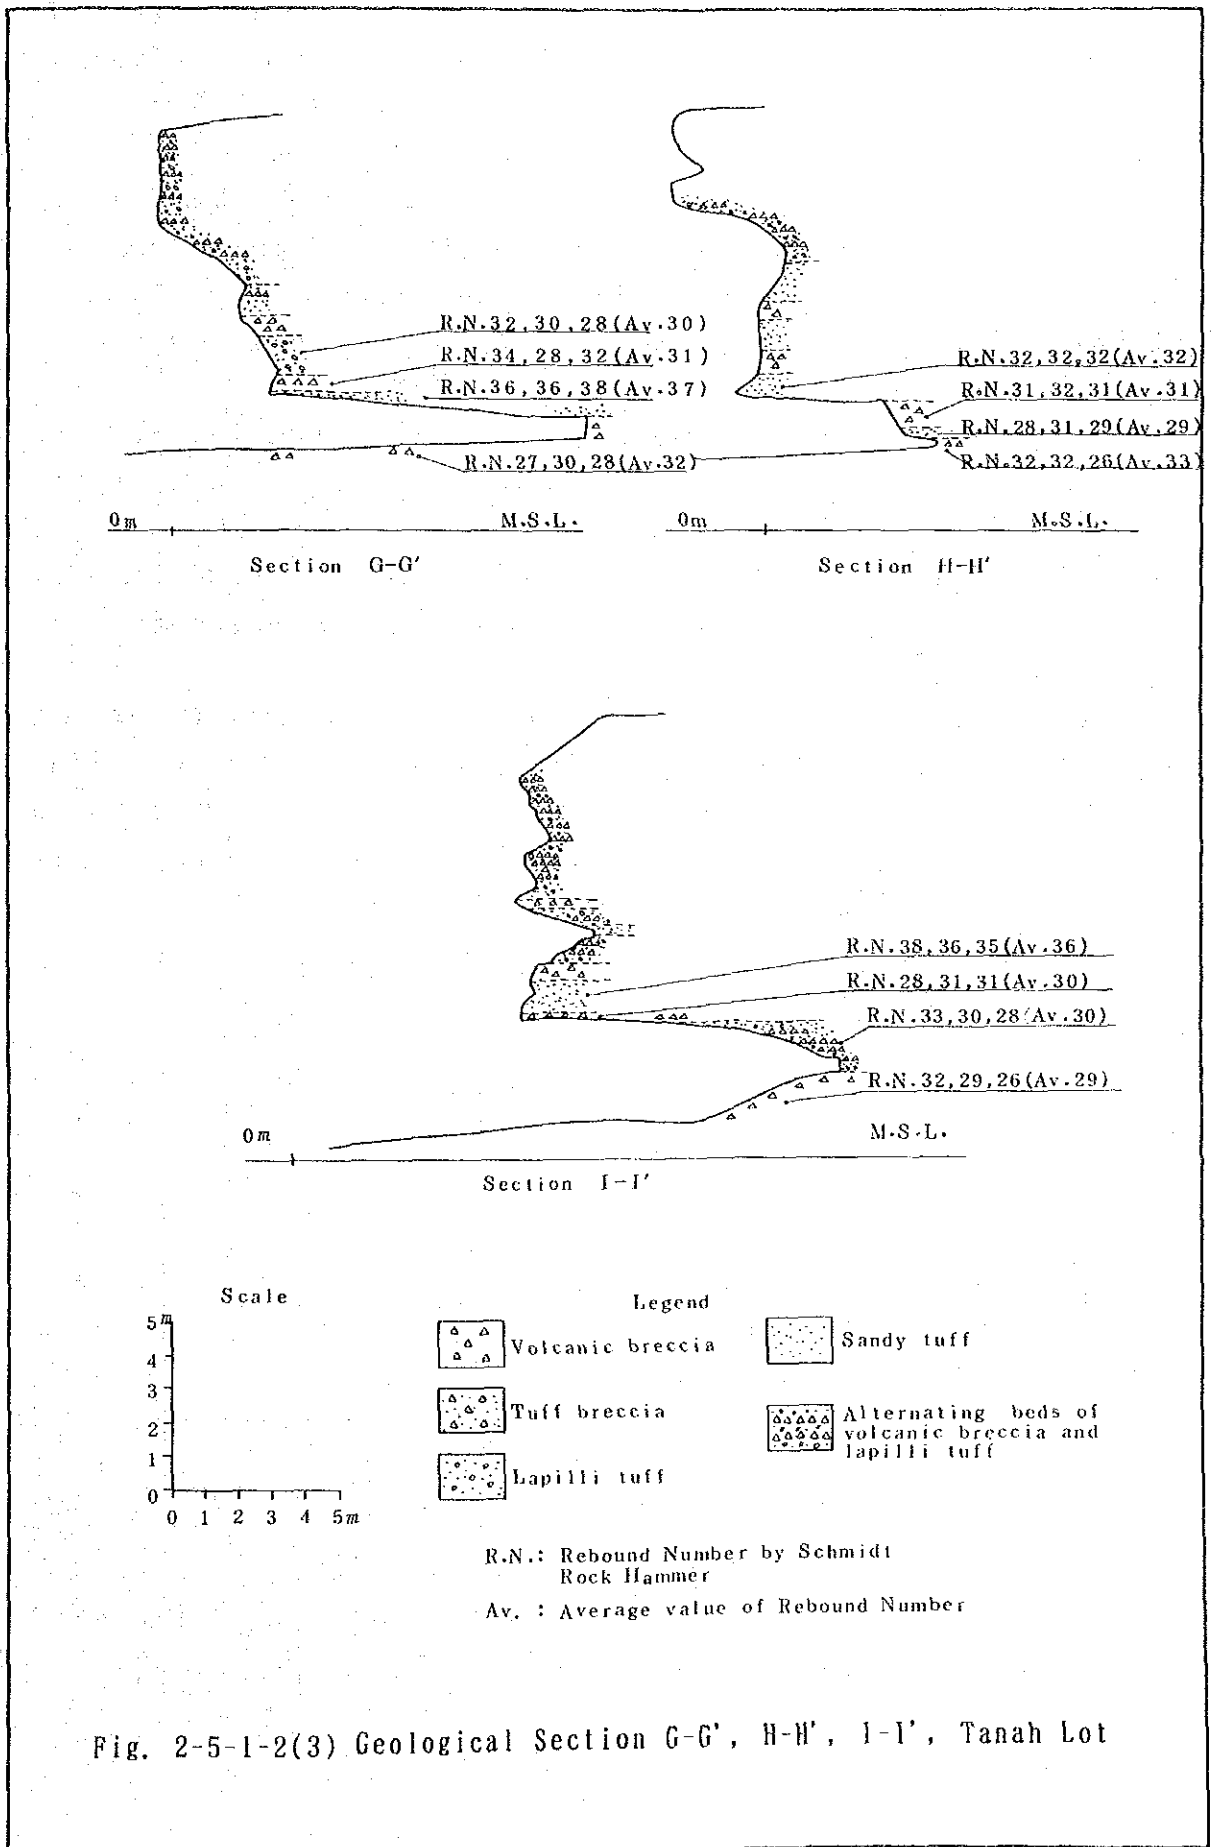 R.N.32,30,28(Av.30)
R.N.34,28,32(Av.31)
R.N.36,36,38(Av.37)
R.N.27,30,28(Av.32)
0m M.S.L.
Section G-G'
R.N.32,32,32(Av.32)
R.N.31,32,31(Av.31)
R.N.28,31,29(Av.29)
R.N.32,32,26(Av.33)
0m M.S.L.
Section H-H'
R.N.38,36,35(Av.36)
R.N.28,31,31(Av.30)
R.N.33,30,28(Av.30)
R.N.32,29,26(Av.29)
0m M.S.L.
Section I-I'
Scale
5m
4
3
2
1
0
0 1 2 3 4 5m
Legend
Volcanic breccia
Tuff breccia
Lapilli tuff
Sandy tuff
Alternating beds of
volcanic breccia and
lapilli tuff
R.N.: Rebound Number by Schmidt
Rock Hammer
Av. : Average value of Rebound Number
Fig. 2-5-1-2(3) Geological Section G-G', H-H', I-I', Tanah Lot